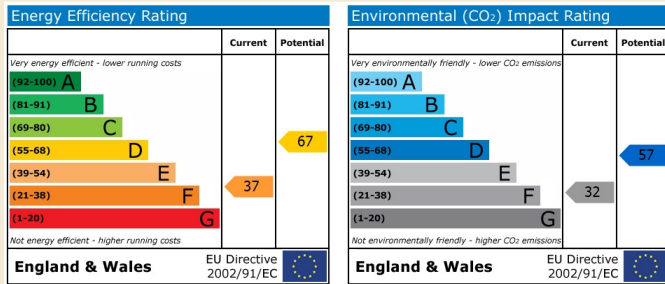 Energy Efficiency Rating
Current Potential
Very energy efficient - lower running costs
(92-100) A
(81-91) B
(69-80) C
(55-68) D
67
(39-54) E
37
(21-38) F
(1-20) G
Not energy efficient - higher running costs
England & Wales
EU Directive
2002/91/EC
Environmental (CO₂) Impact Rating
Current Potential
Very environmentally friendly - lower CO₂ emissions
(92-100) A
(81-91) B
(69-80) C
(55-68) D
57
(39-54) E
(21-38) F
32
(1-20) G
Not environmentally friendly - higher CO₂ emissions
England & Wales
EU Directive
2002/91/EC